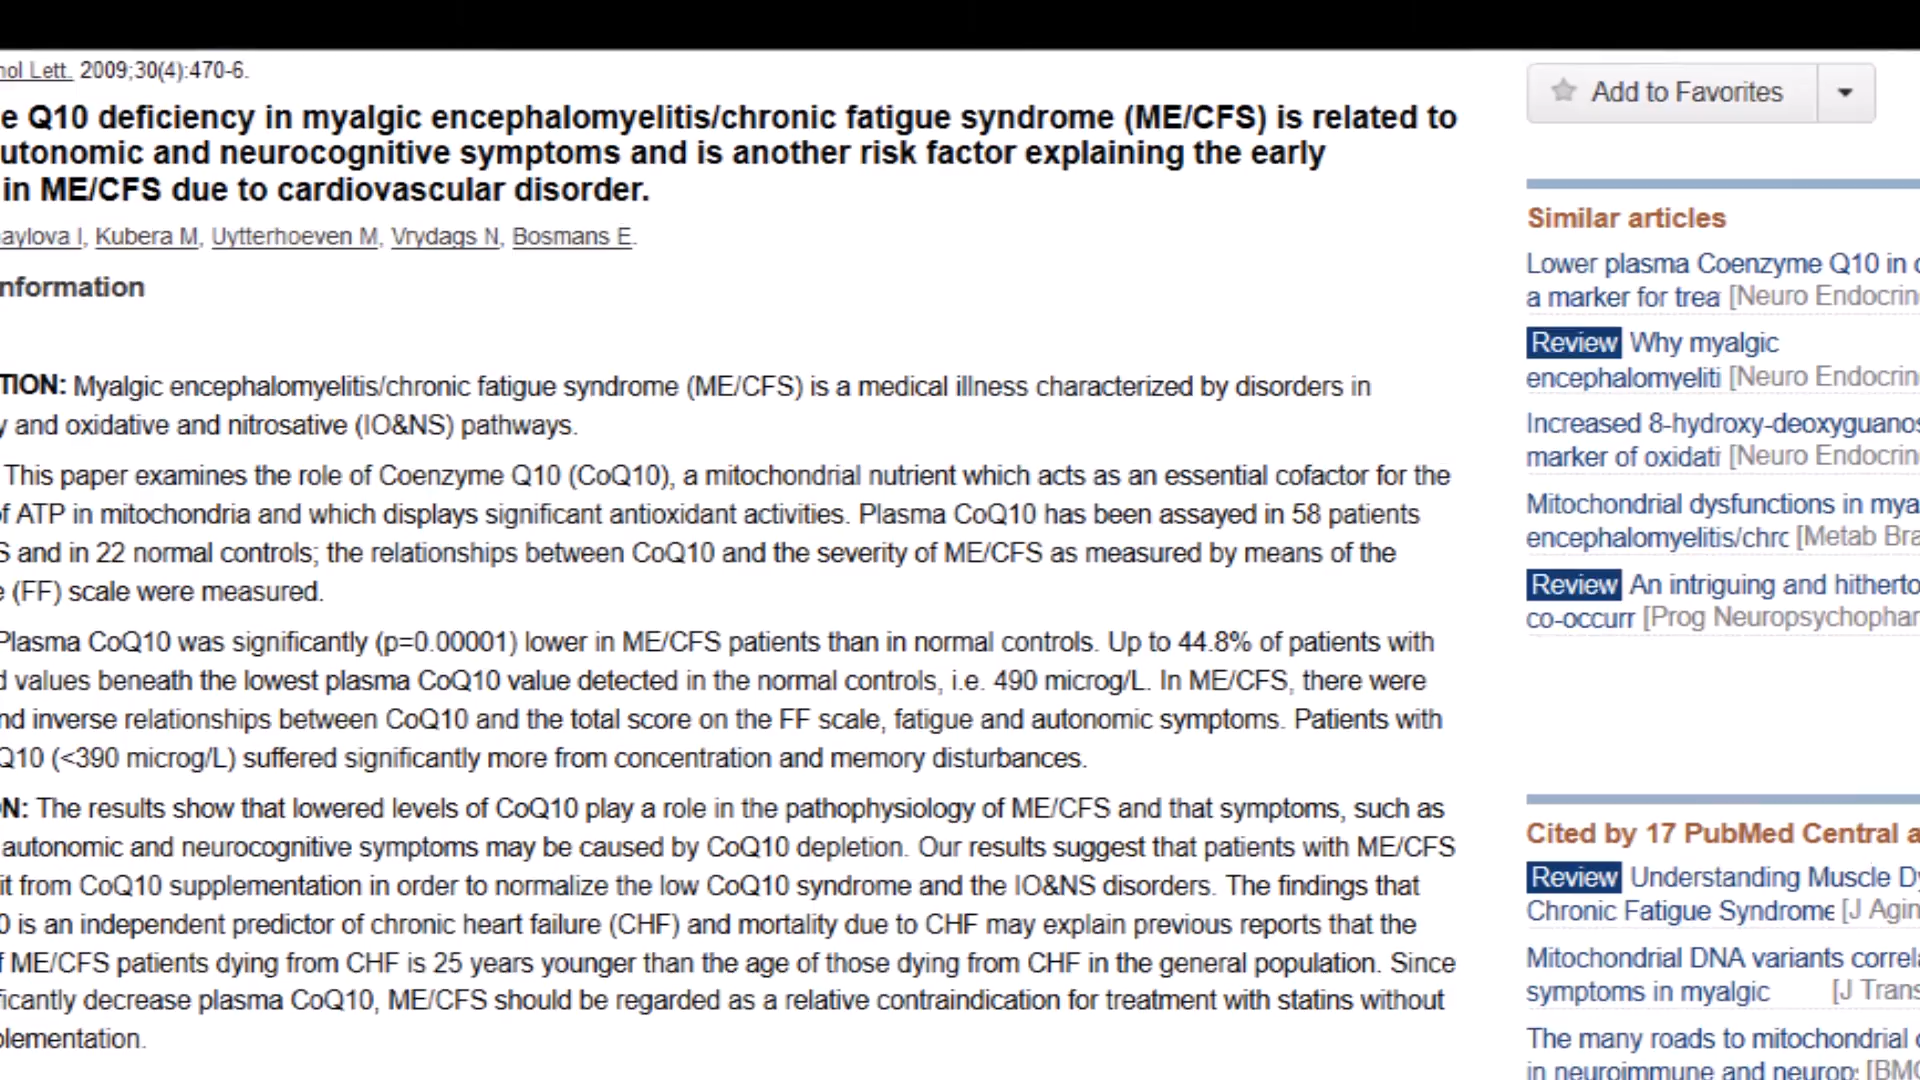 nol Lett. 2009;30(4):470-6.
e Q10 deficiency in myalgic encephalomyelitis/chronic fatigue syndrome (ME/CFS) is related to
utonomic and neurocognitive symptoms and is another risk factor explaining the early
in ME/CFS due to cardiovascular disorder.
aylova I, Kubera M, Uytterhoeven M, Vrydags N, Bosmans E.
nformation
TION: Myalgic encephalomyelitis/chronic fatigue syndrome (ME/CFS) is a medical illness characterized by disorders in
y and oxidative and nitrosative (IO&NS) pathways.
This paper examines the role of Coenzyme Q10 (CoQ10), a mitochondrial nutrient which acts as an essential cofactor for the
of ATP in mitochondria and which displays significant antioxidant activities. Plasma CoQ10 has been assayed in 58 patients
S and in 22 normal controls; the relationships between CoQ10 and the severity of ME/CFS as measured by means of the
e (FF) scale were measured.
Plasma CoQ10 was significantly (p=0.00001) lower in ME/CFS patients than in normal controls. Up to 44.8% of patients with
d values beneath the lowest plasma CoQ10 value detected in the normal controls, i.e. 490 microg/L. In ME/CFS, there were
nd inverse relationships between CoQ10 and the total score on the FF scale, fatigue and autonomic symptoms. Patients with
Q10 (<390 microg/L) suffered significantly more from concentration and memory disturbances.
ON: The results show that lowered levels of CoQ10 play a role in the pathophysiology of ME/CFS and that symptoms, such as
autonomic and neurocognitive symptoms may be caused by CoQ10 depletion. Our results suggest that patients with ME/CFS
it from CoQ10 supplementation in order to normalize the low CoQ10 syndrome and the IO&NS disorders. The findings that
0 is an independent predictor of chronic heart failure (CHF) and mortality due to CHF may explain previous reports that the
f ME/CFS patients dying from CHF is 25 years younger than the age of those dying from CHF in the general population. Since
ficantly decrease plasma CoQ10, ME/CFS should be regarded as a relative contraindication for treatment with statins without
plementation.
Add to Favorites
Similar articles
Lower plasma Coenzyme Q10 in
a marker for trea [Neuro Endocrin
Review Why myalgic
encephalomyeliti [Neuro Endocrin
Increased 8-hydroxy-deoxyguanos
marker of oxidati [Neuro Endocrin
Mitochondrial dysfunctions in mya
encephalomyelitis/chrc [Metab Bra
Review An intriguing and hitherto
co-occurr [Prog Neuropsychophar
Cited by 17 PubMed Central a
Review Understanding Muscle Dy
Chronic Fatigue Syndrome [J Agin
Mitochondrial DNA variants correla
symptoms in myalgic [J Trans
The many roads to mitochondrial
in neuroimmune and neurop: [BMC